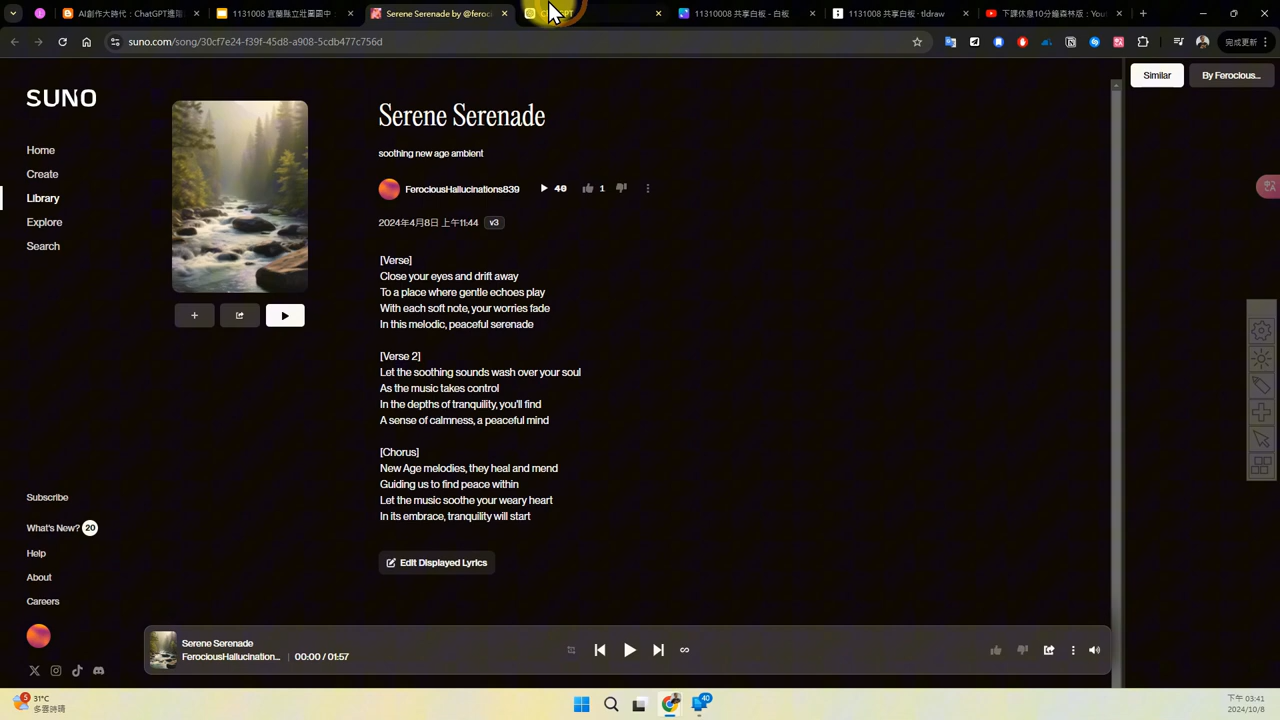 AI創作大時代：ChatGPT進階
1131008 宜蘭縣立壯圍國中
Serene Serenade by @feroci
1131008 共享白板 - 白板
1131008 共享白板 · tldraw
下課休息10分鐘森林版 - Yout
suno.com/song/30cf7e24-f39f-45d8-a908-5cdb477c756d
完成更新
SUNO
Home
Create
Library
Explore
Search
Subscribe
What's New? 20
Help
About
Careers
Serene Serenade
soothing new age ambient
FerociousHallucinations839
40
1
2024年4月8日 上午11:44
v3
[Verse]
Close your eyes and drift away
To a place where gentle echoes play
With each soft note, your worries fade
In this melodic, peaceful serenade
[Verse 2]
Let the soothing sounds wash over your soul
As the music takes control
In the depths of tranquility, you'll find
A sense of calmness, a peaceful mind
[Chorus]
New Age melodies, they heal and mend
Guiding us to find peace within
Let the music soothe your weary heart
In its embrace, tranquility will start
Edit Displayed Lyrics
Similar
By Ferocious...
Serene Serenade
FerociousHallucination...
00:00 / 01:57
5
31°C
多雲時晴
40
下午 03:41
2024/10/8